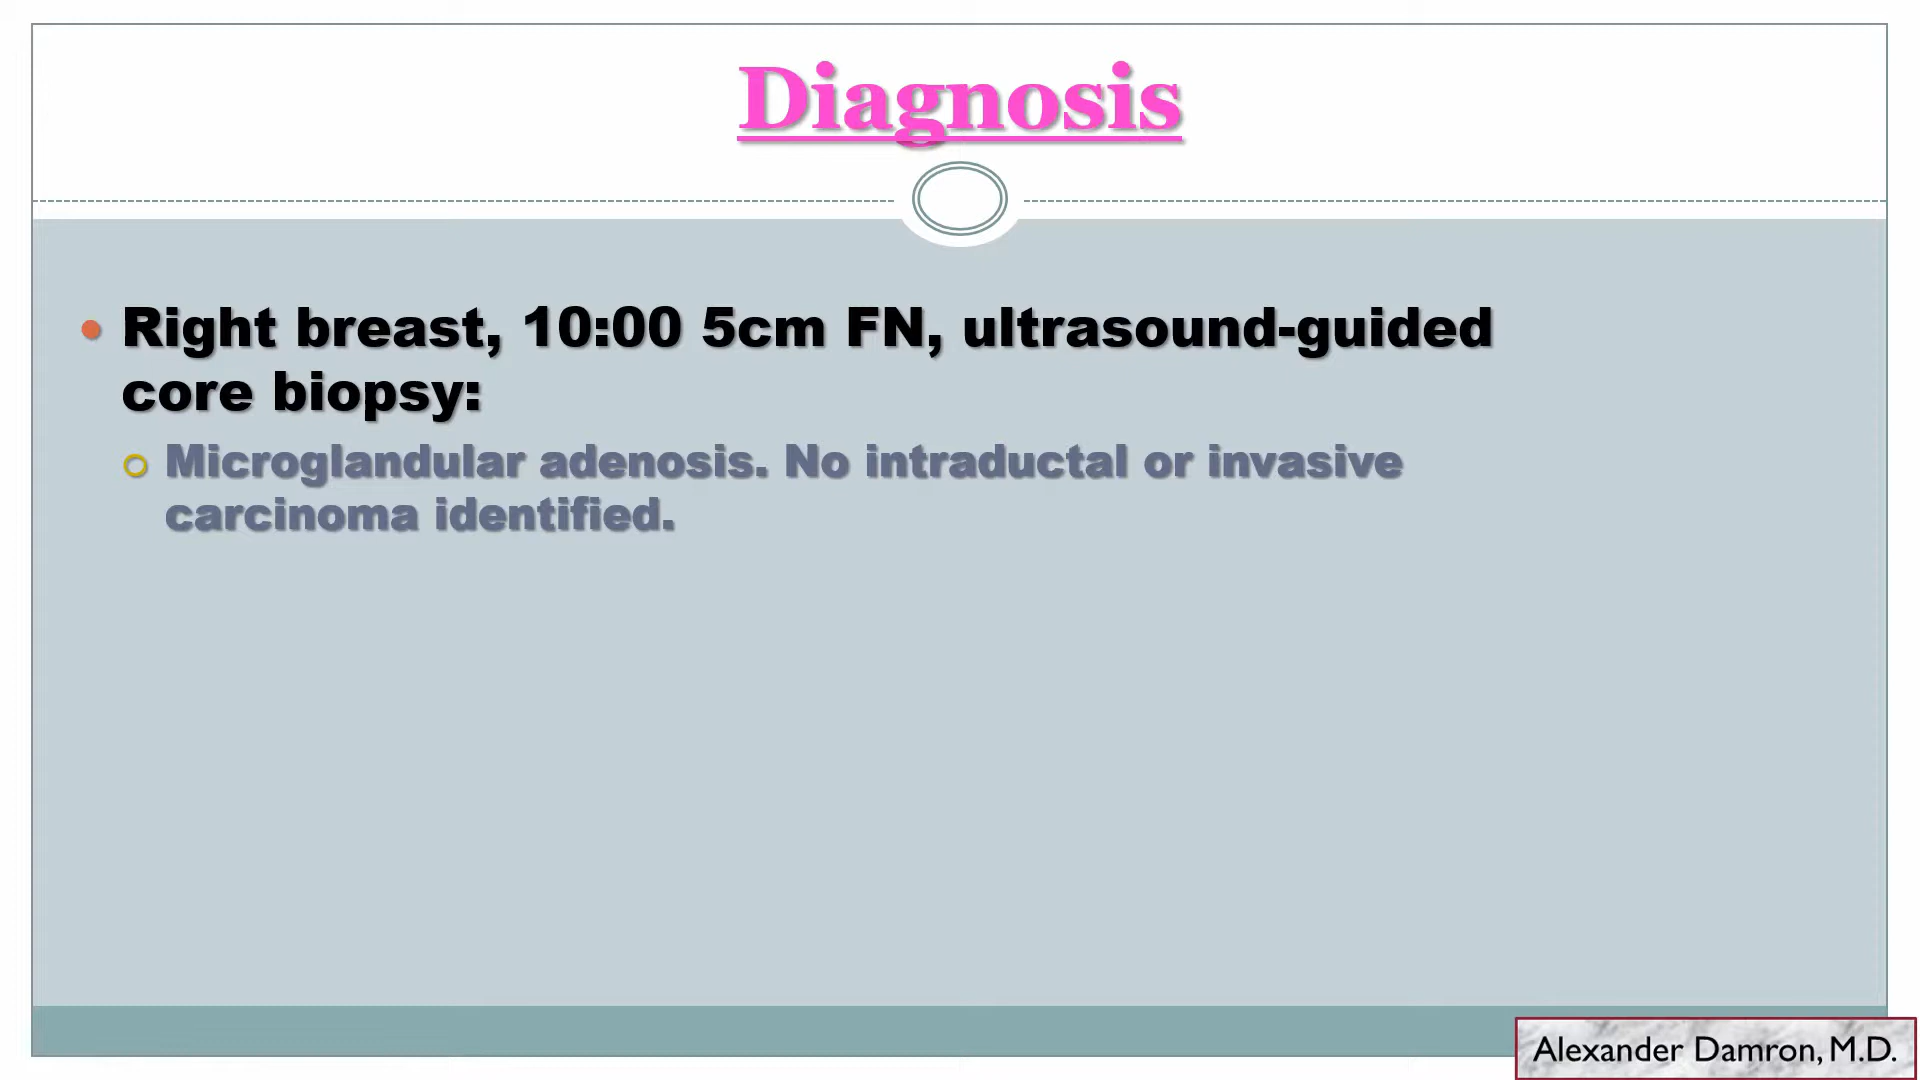 Diagnosis
Right breast, 10:00 5cm FN, ultrasound-guided
core biopsy:
Microglandular adenosis. No intraductal or invasive
carcinoma identified.
Alexander Damron, M.D.